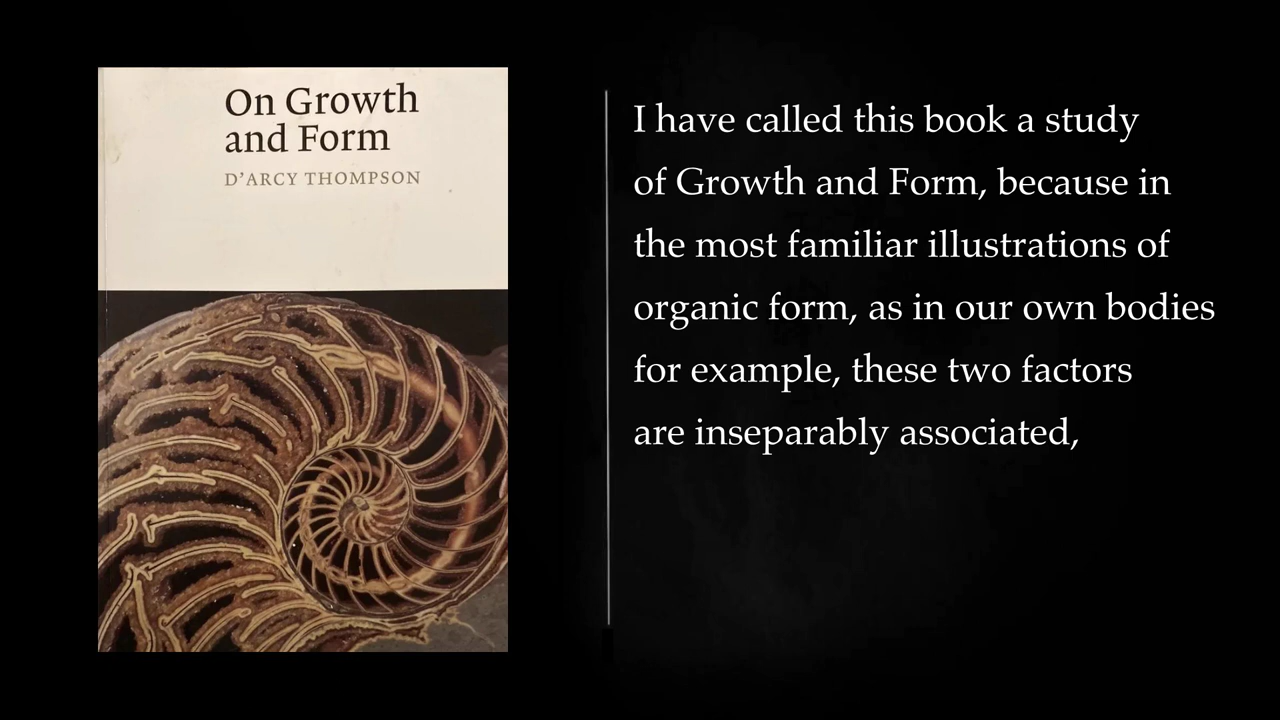 On Growth
and Form
D'ARCY THOMPSON
I have called this book a study
of Growth and Form, because in
the most familiar illustrations of
organic form, as in our own bodies
for example, these two factors
are inseparably associated,